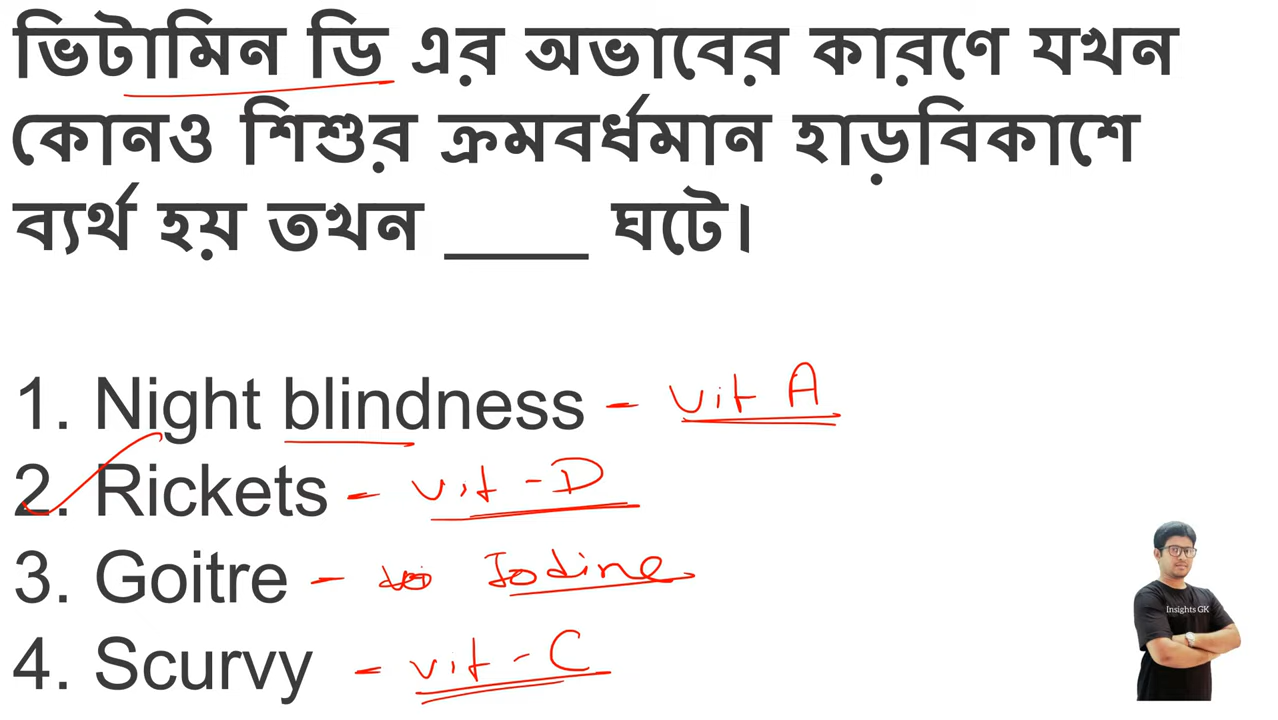 ভিটামিন ডি এর অভাবের কারণে যখন
কোনও শিশুর ক্রমবর্ধমান হাড়বিকাশে
ব্যর্থ হয় তখন ____ ঘটে।
1. Night blindness - vit A
2. Rickets - vit - D
3. Goitre - Iodine
4. Scurvy - vit - C
Insights GK